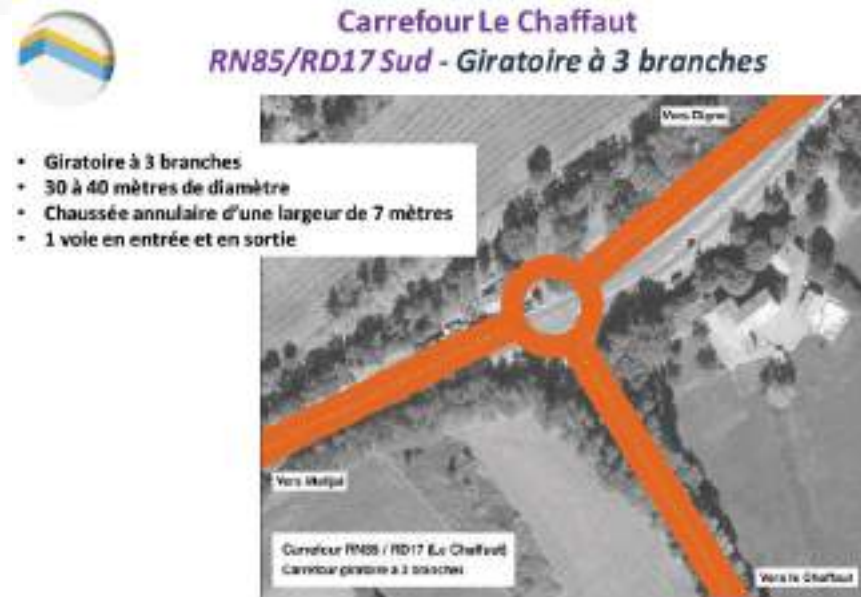 Carrefour Le Chaffaut
RN85/RD17 Sud - Giratoire à 3 branches
• Giratoire à 3 branches
• 30 à 40 mètres de diamètre
• Chaussée annulaire d'une largeur de 7 mètres
• 1 voie en entrée et en sortie
Vers Digne
Vers Malijai
Carrefour RN85 / RD17 (Le Chaffaut)
Carrefour giratoire à 3 branches
Vers le Chaffaut